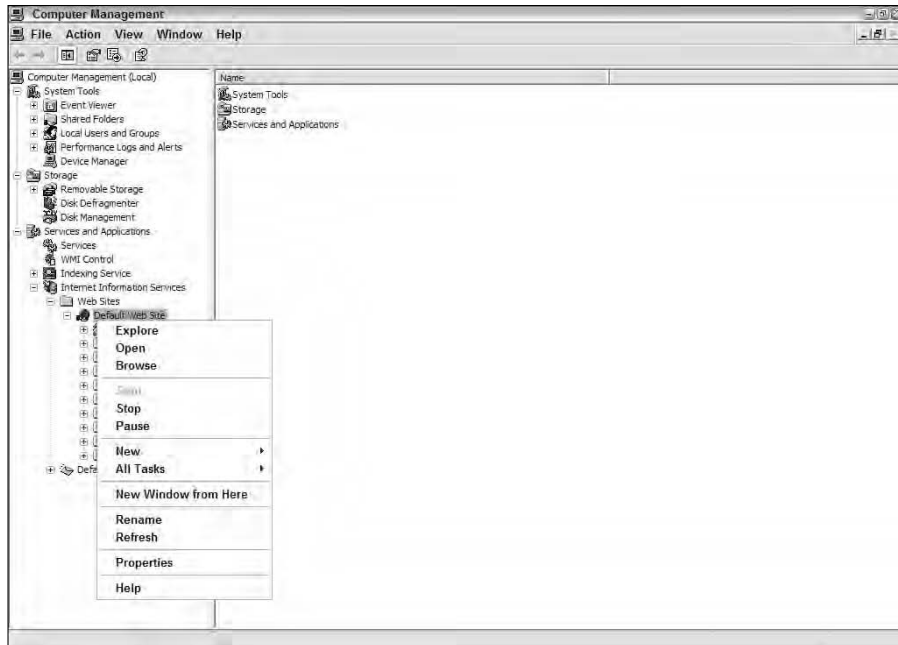 Computer Management
File Action View Window Help
Computer Management (Local)
System Tools
Event Viewer
Shared Folders
Local Users and Groups
Performance Logs and Alerts
Device Manager
Storage
Removable Storage
Disk Defragmenter
Disk Management
Services and Applications
Services
WMI Control
Indexing Service
Internet Information Services
Web Sites
Default Web Site
Defa
Name
System Tools
Storage
Services and Applications
Explore
Open
Browse
Start
Stop
Pause
New
All Tasks
New Window from Here
Rename
Refresh
Properties
Help